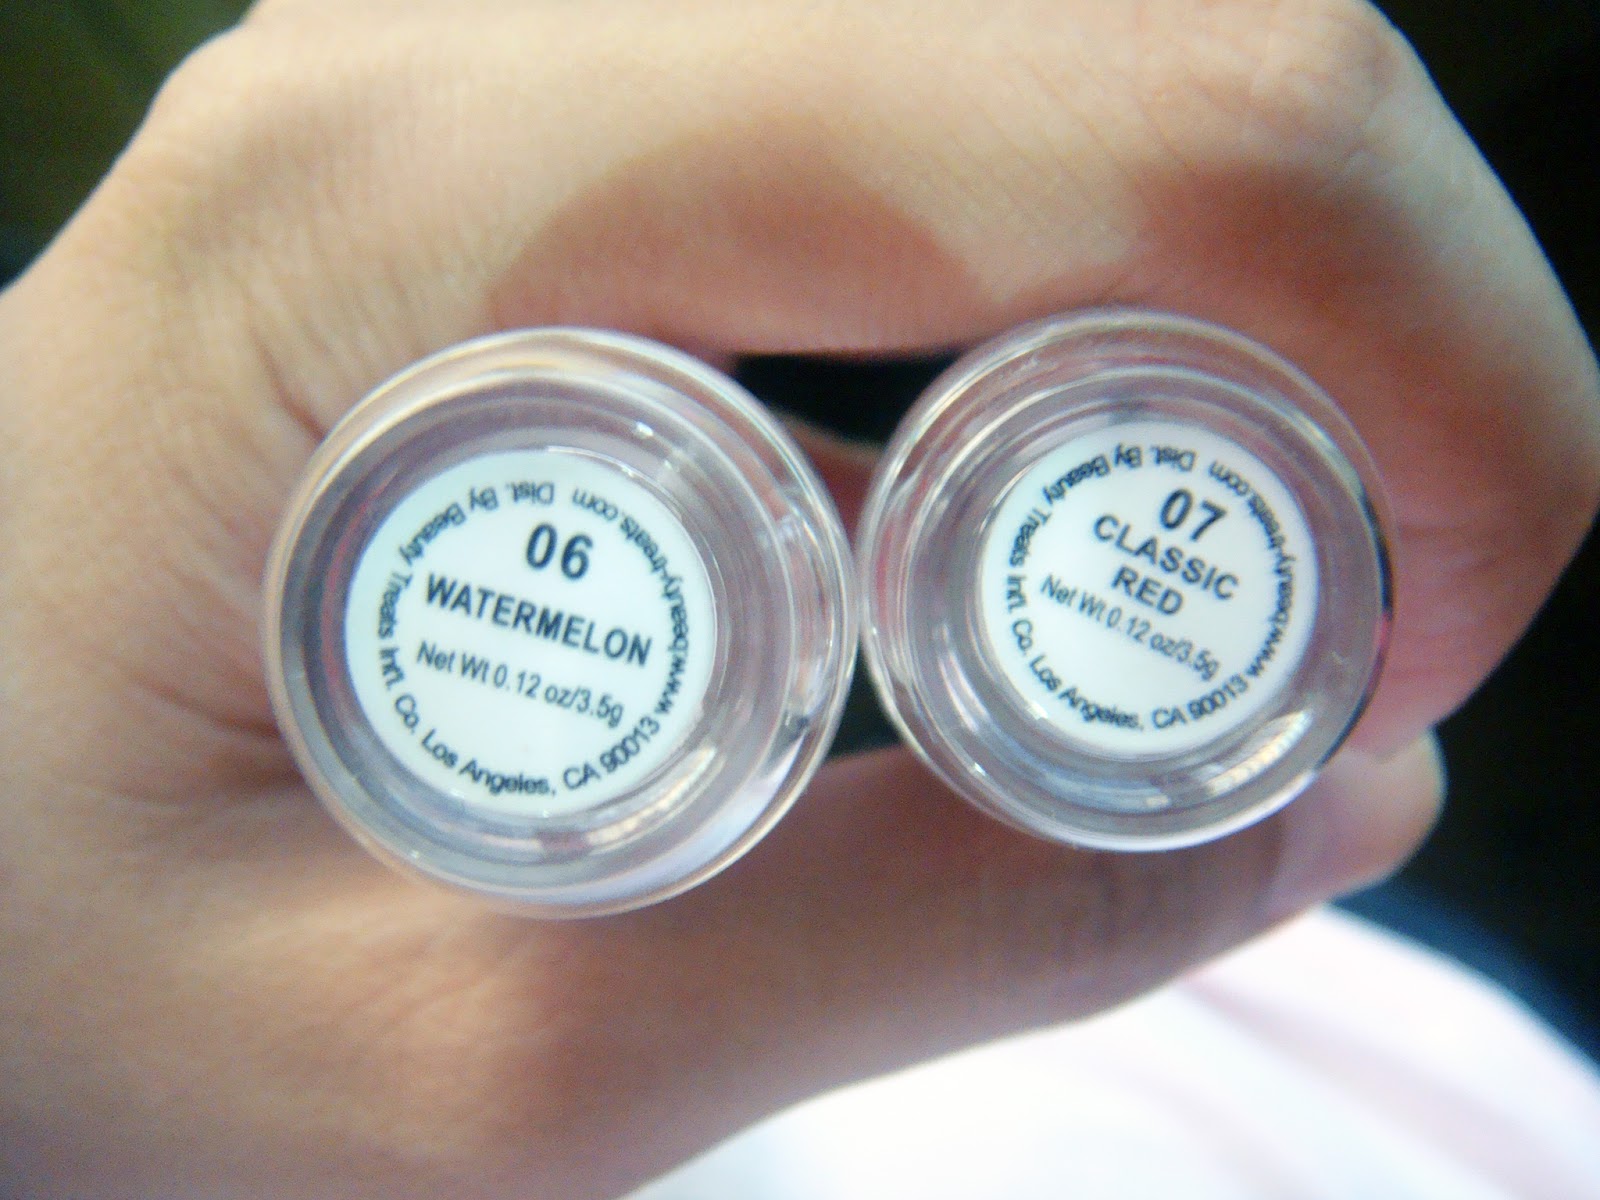 06
WATERMELON
Net Wt 0.12 oz/3.5g
Dist. By Beauty Treats Int'l. Co. Los Angeles, CA 90013 www.beauty-treats.com
07
CLASSIC
RED
Net Wt 0.12 oz/3.5g
Dist. By Beauty Treats Int'l. Co. Los Angeles, CA 90013 www.beauty-treats.com